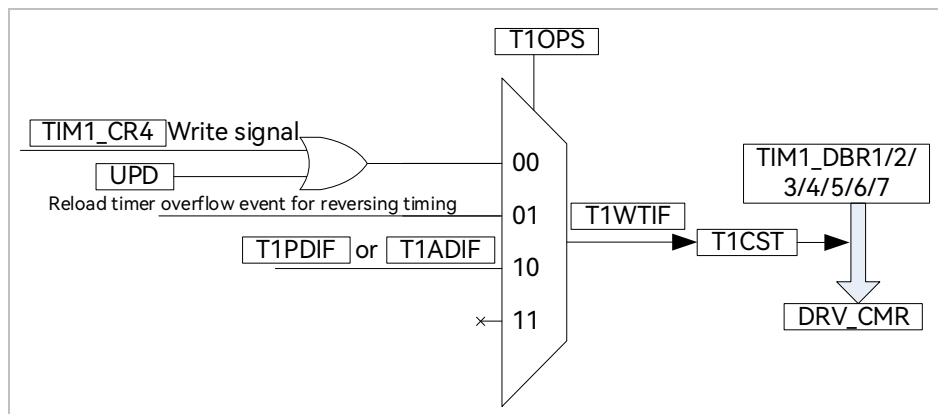 T1OPS
TIM1_CR4 Write signal
UPD
00
Reload timer overflow event for reversing timing
01
T1PDIF or T1ADIF
10
11
T1WTIF
T1CST
TIM1_DBR1/2/
3/4/5/6/7
DRV_CMR